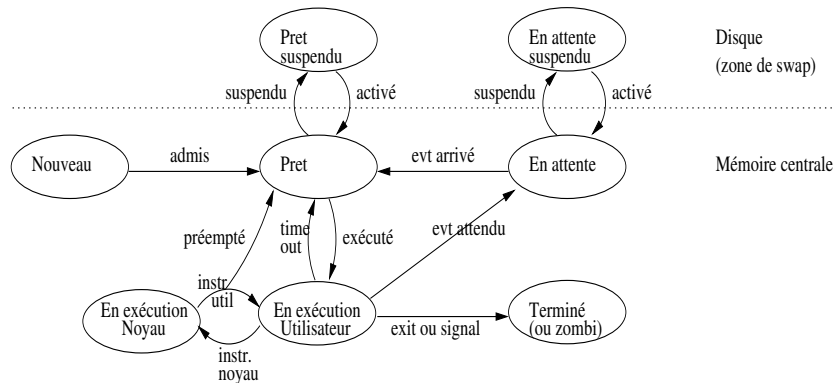 Pret
suspendu
En attente
suspendu
Disque
(zone de swap)
suspendu
activé
suspendu
activé
Nouveau
admis
Pret
evt arrivé
En attente
Mémoire centrale
préempté
time
out
exécuté
evt attendu
instr.
util
En exécution
Noyau
En exécution
Utilisateur
exit ou signal
Terminé
(ou zombi)
instr.
noyau